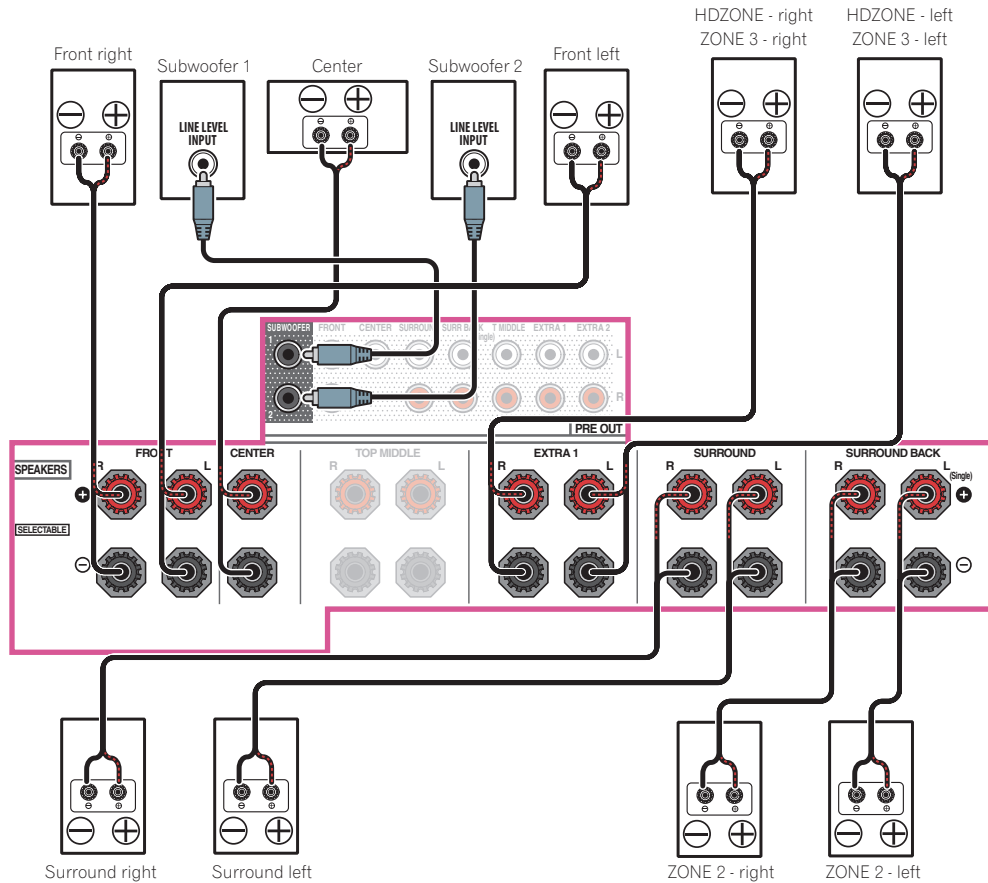 HDZONE - right
ZONE 3 - right
HDZONE - left
ZONE 3 - left
Front right
Subwoofer 1
Center
Subwoofer 2
Front left
LINE LEVEL
INPUT
LINE LEVEL
INPUT
SUBWOOFER FRONT CENTER SURROUND SURR BACK T MIDDLE EXTRA 1 EXTRA 2
1
L
2
R
PRE OUT
SPEAKERS
FRONT
CENTER
TOP MIDDLE
EXTRA 1
SURROUND
SURROUND BACK
R L
R L
R L
R L
R L
(Single)
SELECTABLE
Surround right
Surround left
ZONE 2 - right
ZONE 2 - left